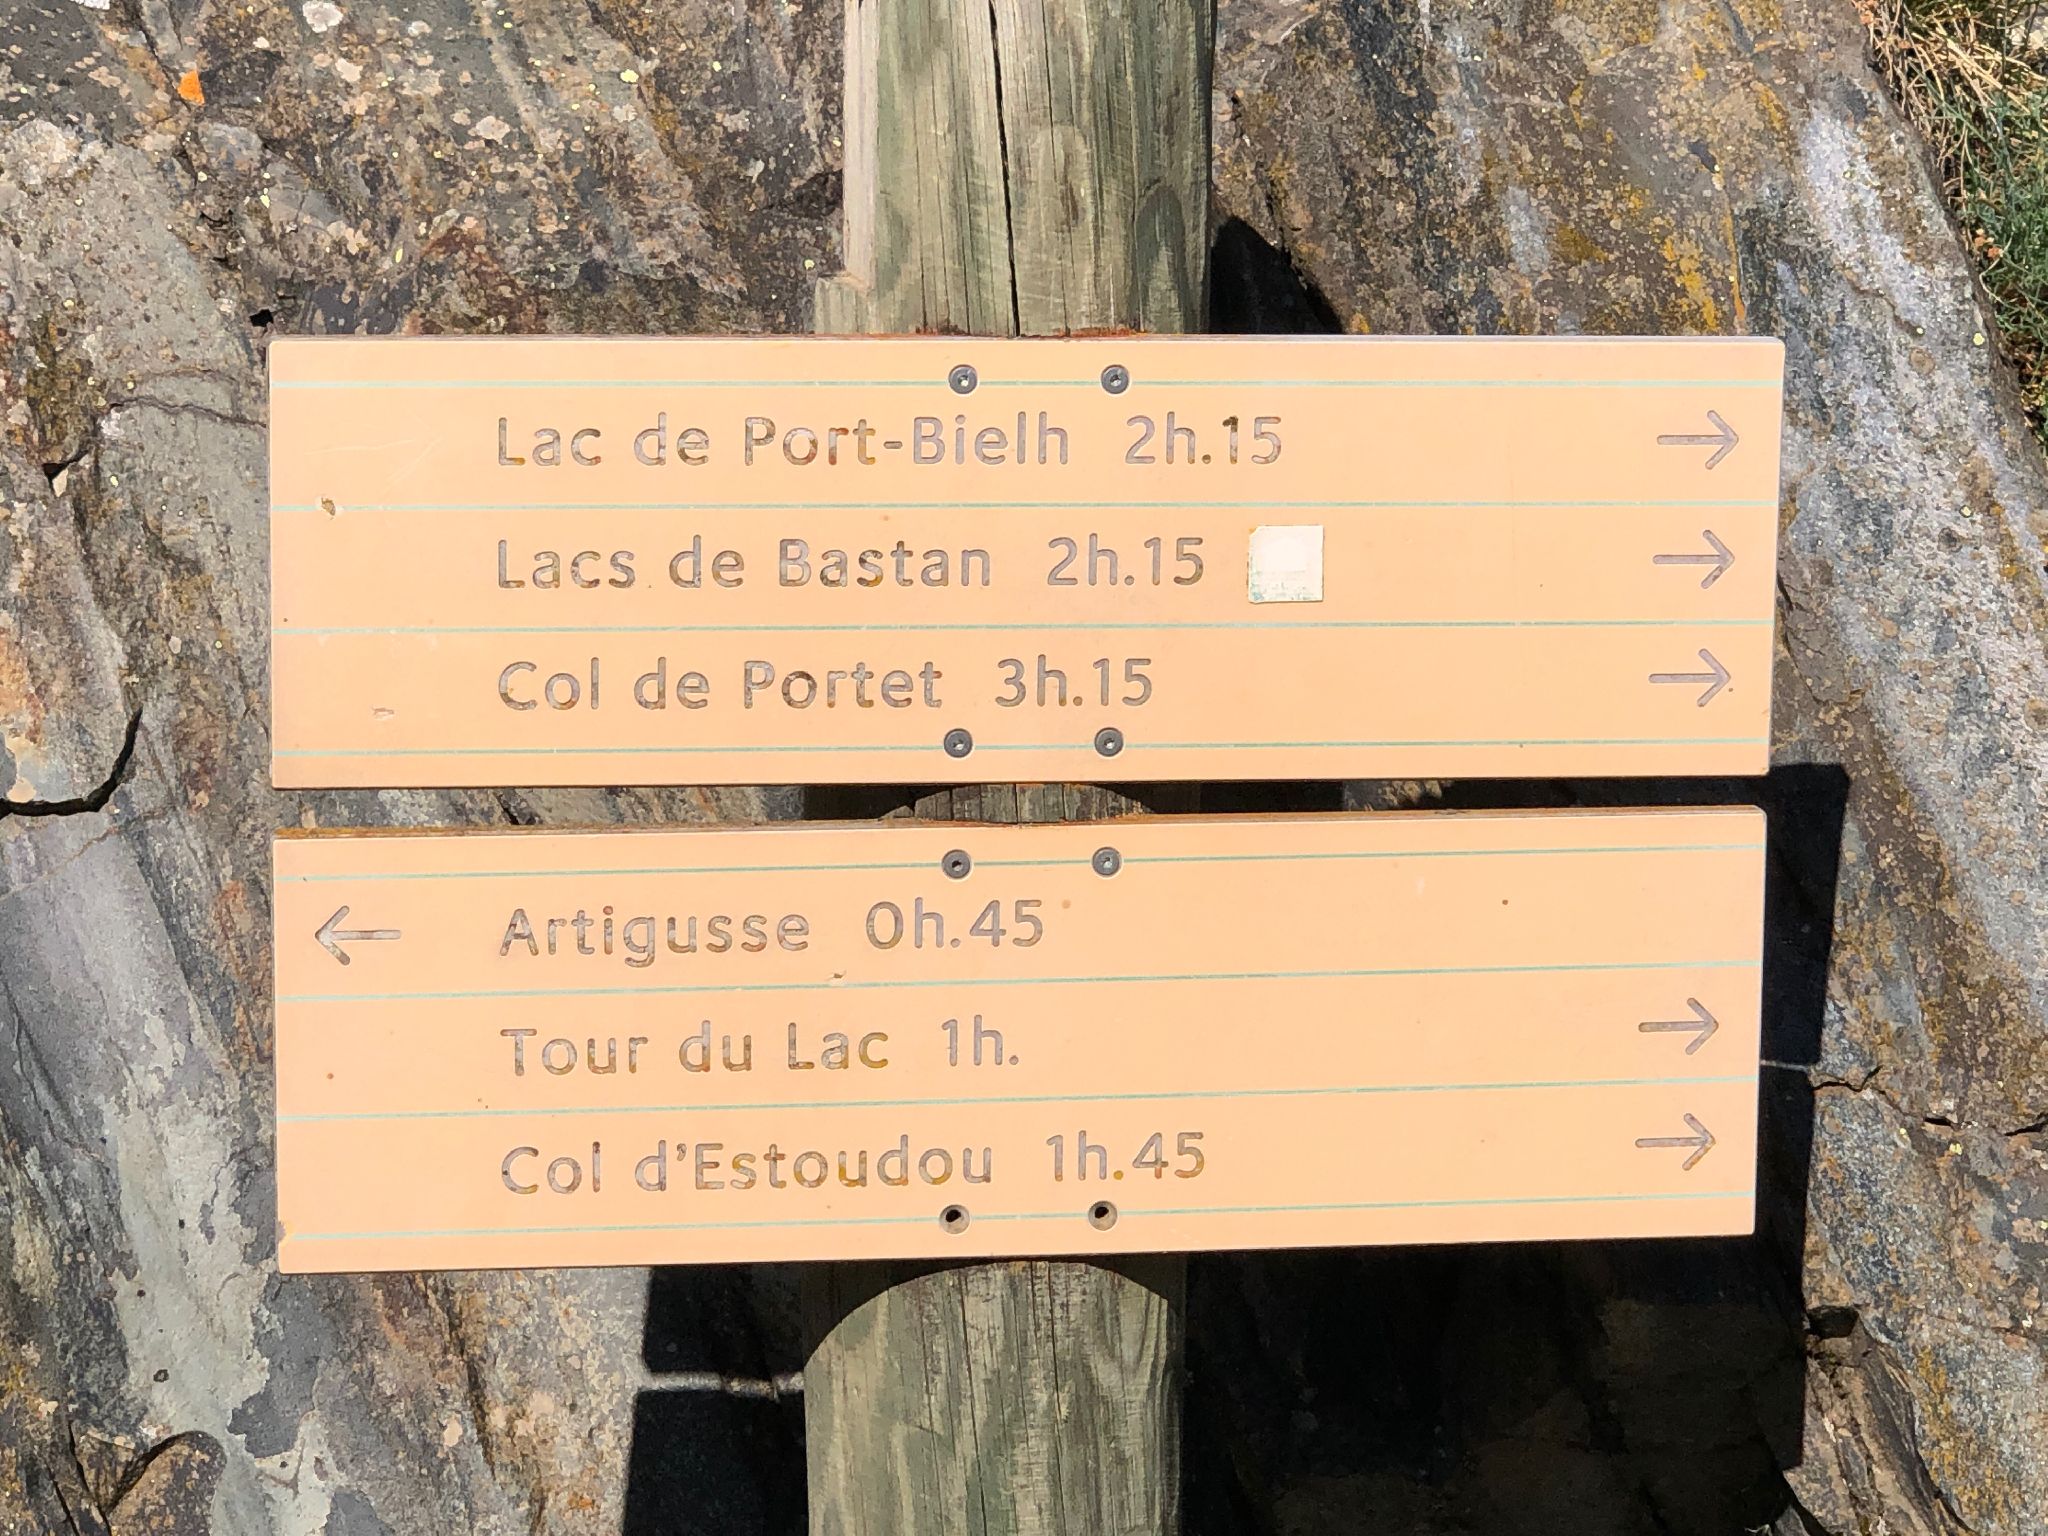 Lac de Port-Bielh 2h.15 →
Lacs de Bastan 2h.15 →
Col de Portet 3h.15 →
← Artigusse 0h.45
Tour du Lac 1h. →
Col d'Estoudou 1h.45 →